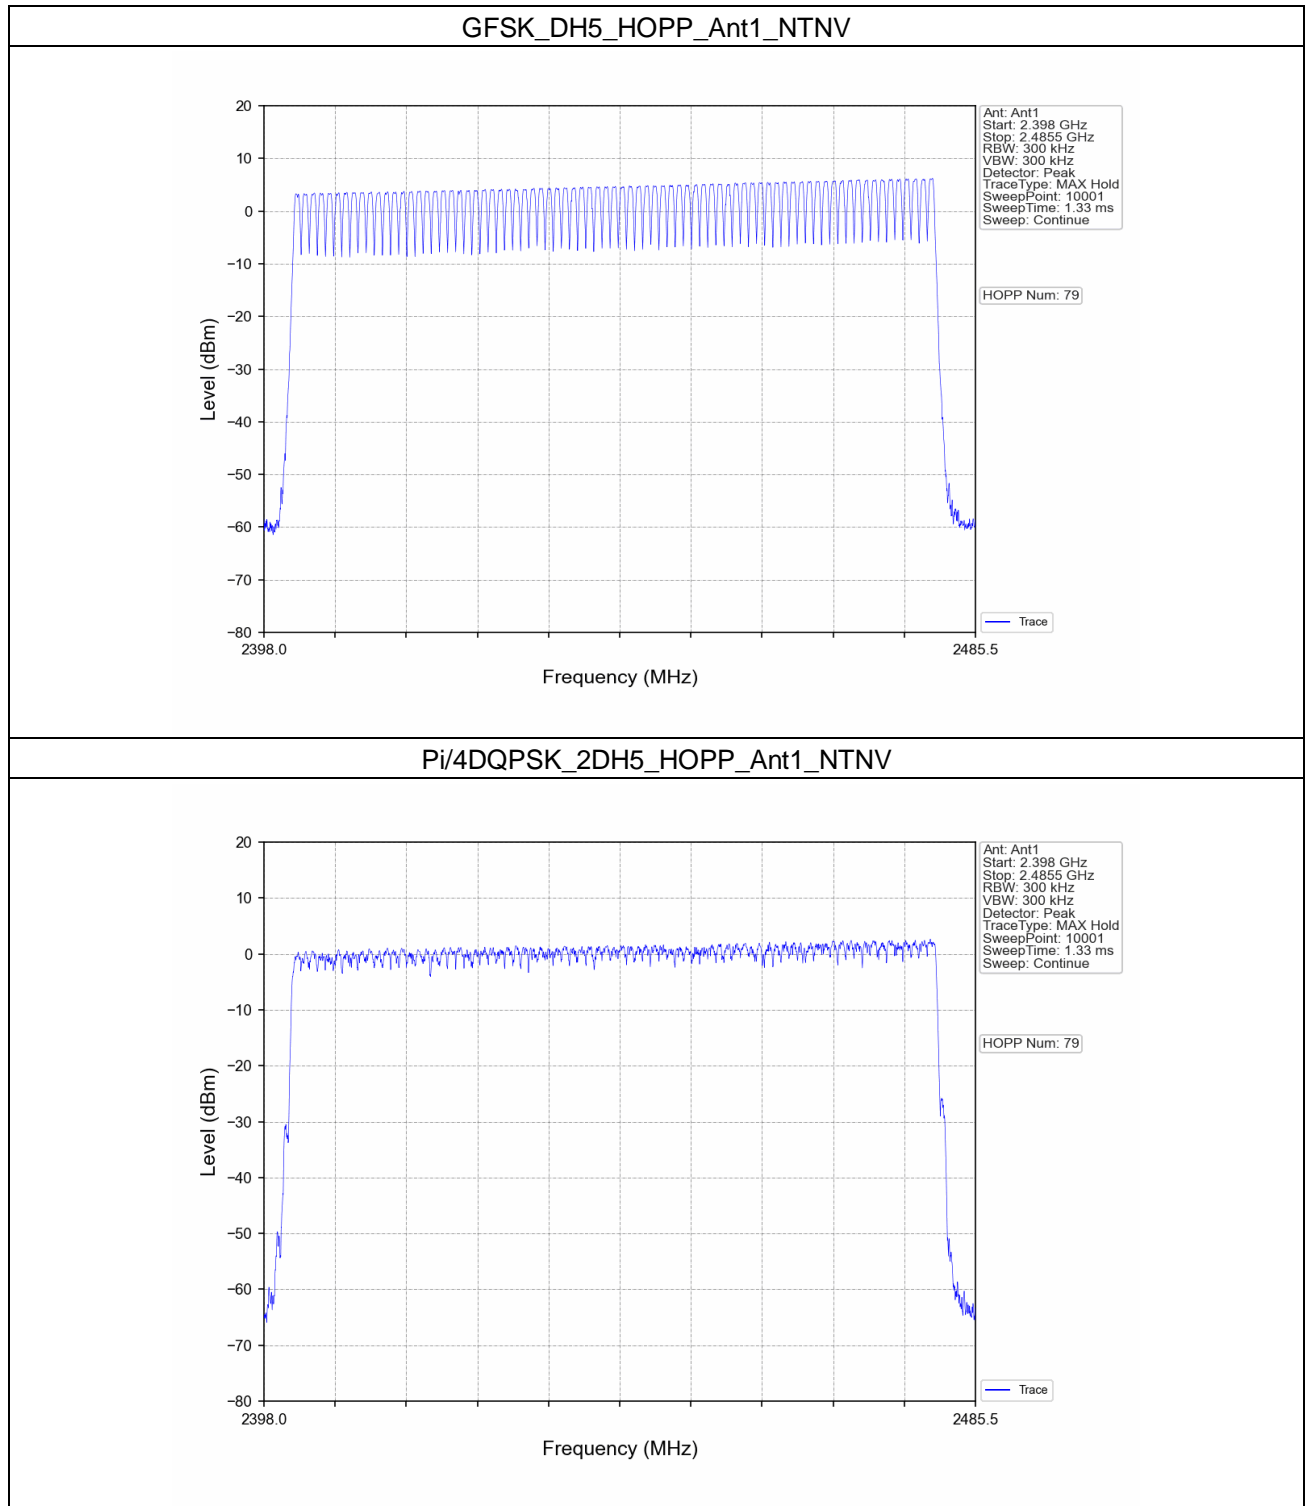 GFSK_DH5_HOPP_Ant1_NTNV
20
10
0
−10
−20
−30
−40
−50
−60
−70
−80
Level (dBm)
2398.0
2485.5
Frequency (MHz)
Ant: Ant1
Start: 2.398 GHz
Stop: 2.4855 GHz
RBW: 300 kHz
VBW: 300 kHz
Detector: Peak
TraceType: MAX Hold
SweepPoint: 10001
SweepTime: 1.33 ms
Sweep: Continue
HOPP Num: 79
Trace
Pi/4DQPSK_2DH5_HOPP_Ant1_NTNV
20
10
0
−10
−20
−30
−40
−50
−60
−70
−80
Level (dBm)
2398.0
2485.5
Frequency (MHz)
Ant: Ant1
Start: 2.398 GHz
Stop: 2.4855 GHz
RBW: 300 kHz
VBW: 300 kHz
Detector: Peak
TraceType: MAX Hold
SweepPoint: 10001
SweepTime: 1.33 ms
Sweep: Continue
HOPP Num: 79
Trace